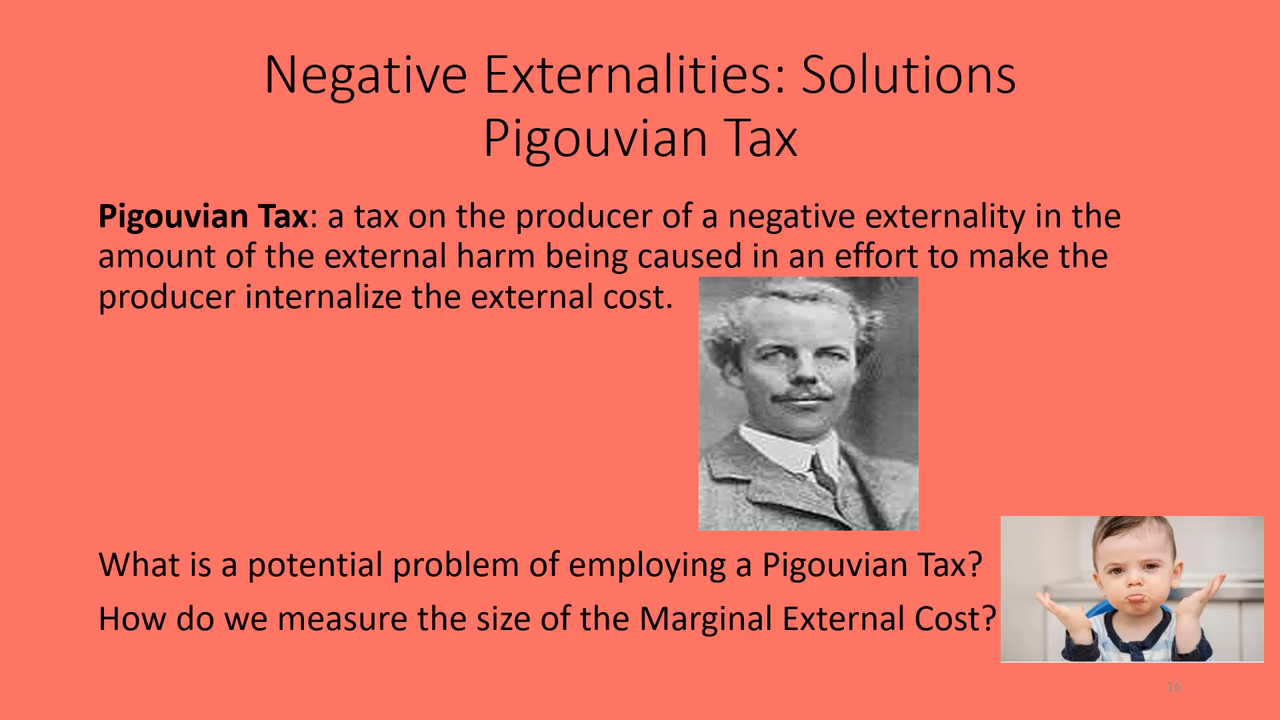 Negative Externalities: Solutions
Pigouvian Tax
Pigouvian Tax: a tax on the producer of a negative externality in the
amount of the external harm being caused in an effort to make the
producer internalize the external cost.
What is a potential problem of employing a Pigouvian Tax?
How do we measure the size of the Marginal External Cost?
16